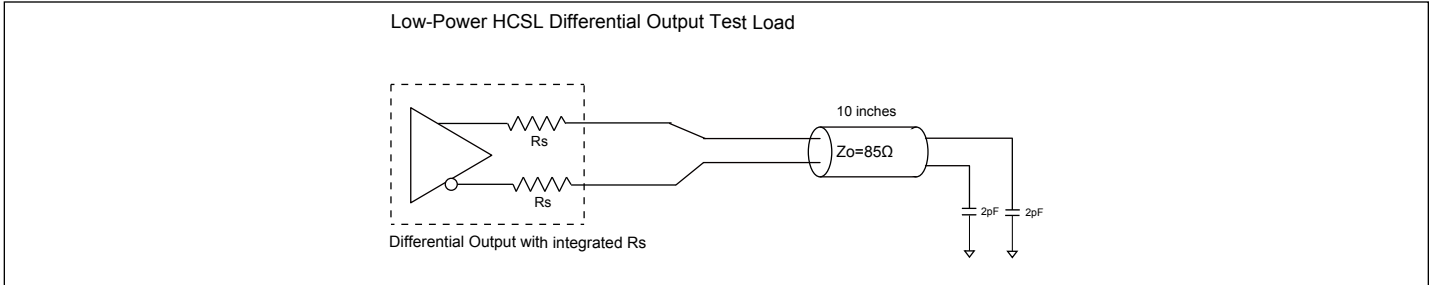 Low-Power HCSL Differential Output Test Load
10 inches
Rs
Zo=85Ω
Rs
2pF
2pF
Differential Output with integrated Rs